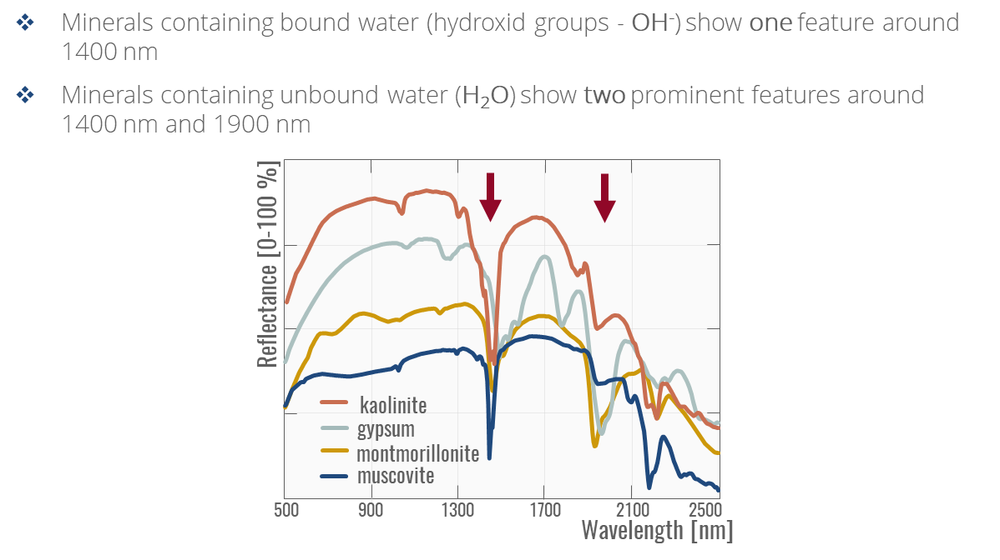 Minerals containing bound water (hydroxid groups - OH⁻) show one feature around
1400 nm
Minerals containing unbound water (H₂O) show two prominent features around
1400 nm and 1900 nm
Reflectance [0-100 %]
kaolinite
gypsum
montmorillonite
muscovite
500 900 1300 1700 2100 2500
Wavelength [nm]